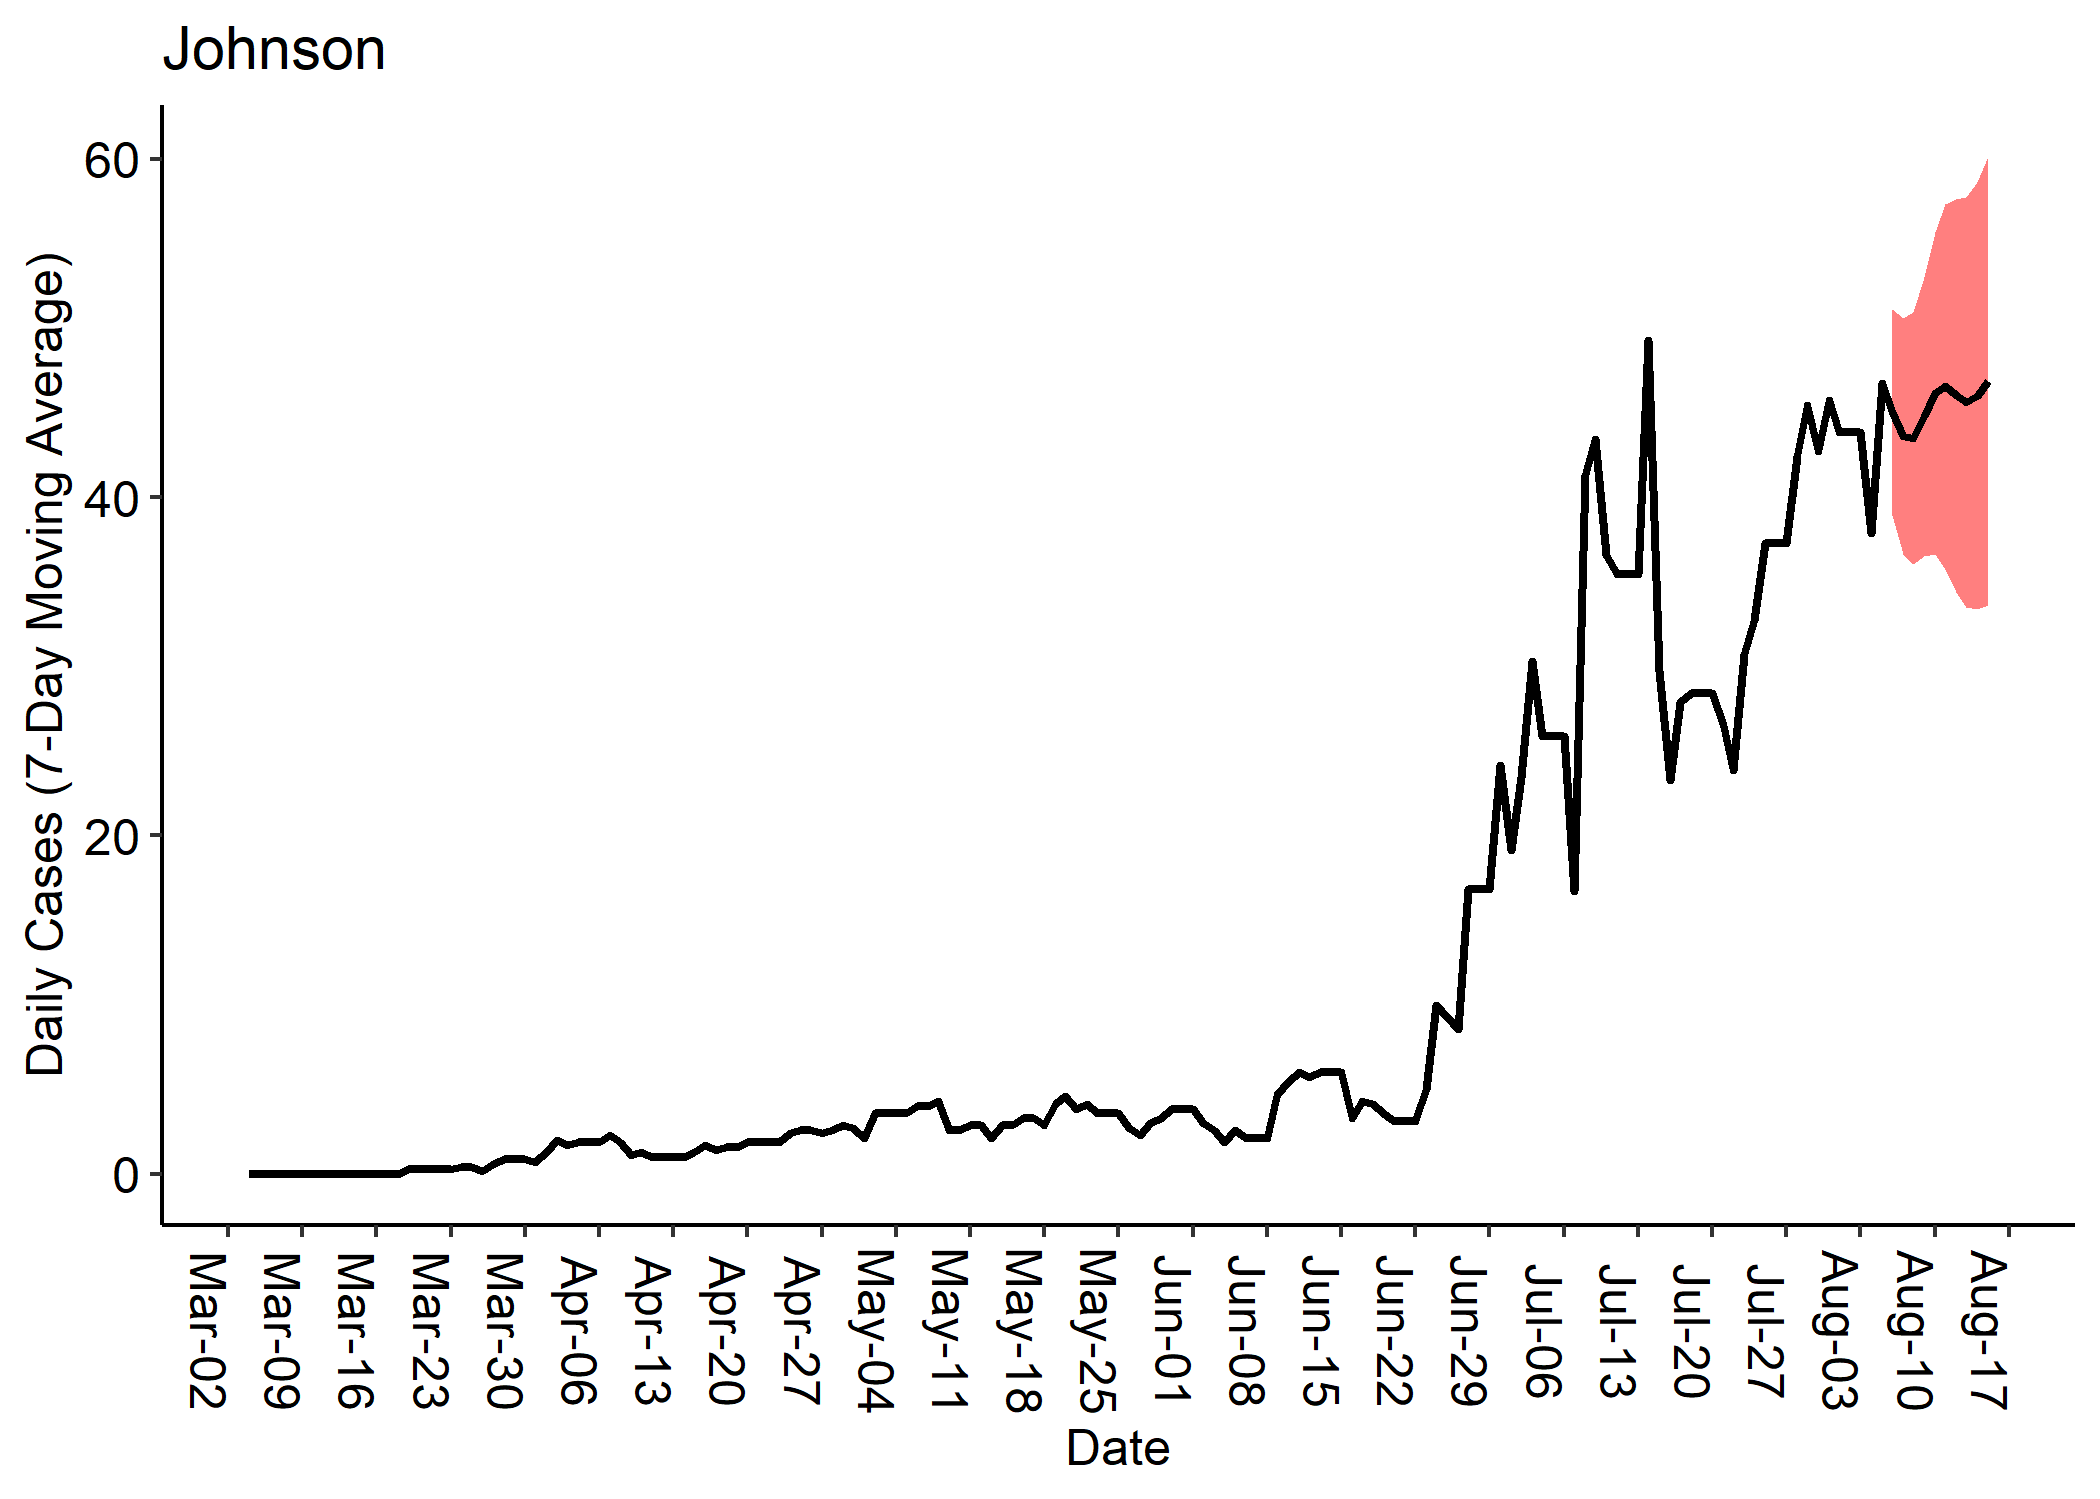 Johnson
Daily Cases (7-Day Moving Average)
60
40
20
0
Mar-02
Mar-09
Mar-16
Mar-23
Mar-30
Apr-06
Apr-13
Apr-20
Apr-27
May-04
May-11
May-18
May-25
Jun-01
Jun-08
Jun-15
Jun-22
Jun-29
Jul-06
Jul-13
Jul-20
Jul-27
Aug-03
Aug-10
Aug-17
Date